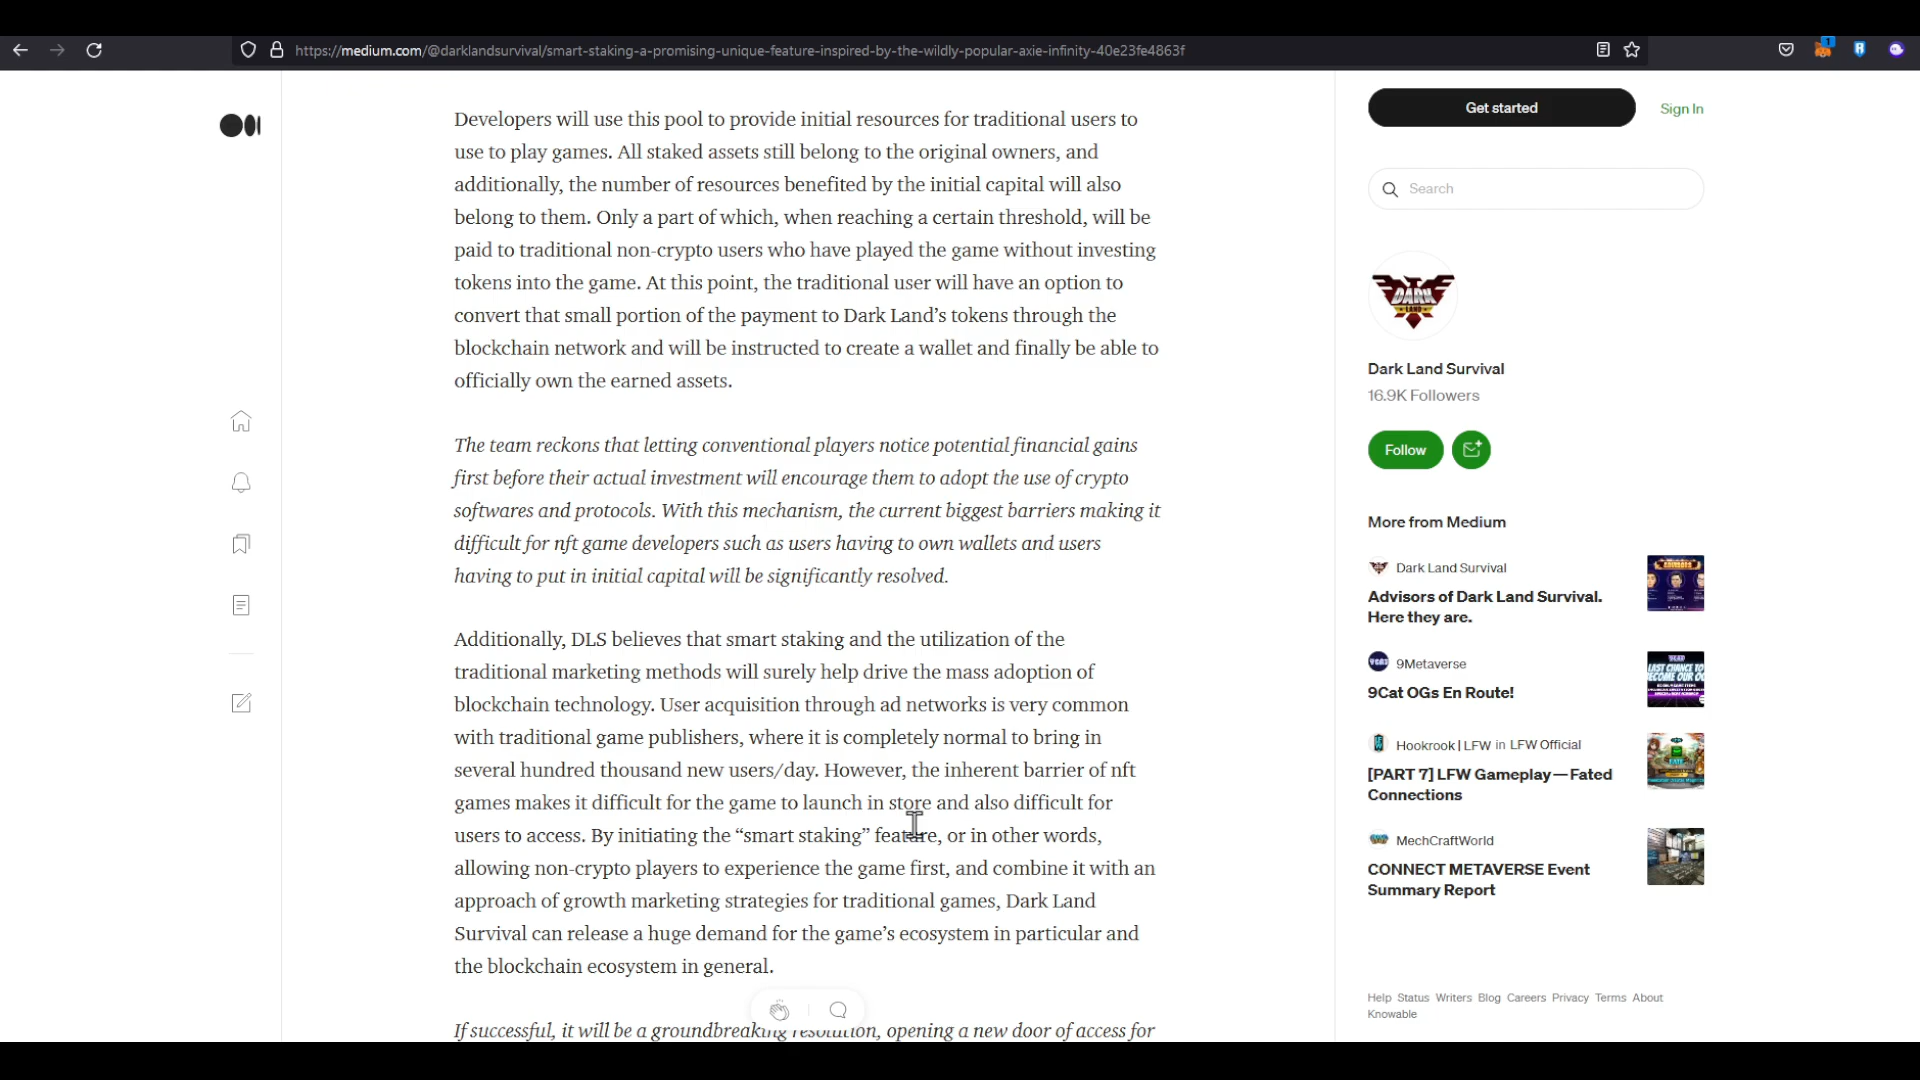 https://medium.com/@darklandsurvival/smart-staking-a-promising-unique-feature-inspired-by-the-wildly-popular-axie-infinity-40e23fe4863f
1
Developers will use this pool to provide initial resources for traditional users to
use to play games. All staked assets still belong to the original owners, and
additionally, the number of resources benefited by the initial capital will also
belong to them. Only a part of which, when reaching a certain threshold, will be
paid to traditional non-crypto users who have played the game without investing
tokens into the game. At this point, the traditional user will have an option to
convert that small portion of the payment to Dark Land’s tokens through the
blockchain network and will be instructed to create a wallet and finally be able to
officially own the earned assets.
The team reckons that letting conventional players notice potential financial gains
first before their actual investment will encourage them to adopt the use of crypto
softwares and protocols. With this mechanism, the current biggest barriers making it
difficult for nft game developers such as users having to own wallets and users
having to put in initial capital will be significantly resolved.
Additionally, DLS believes that smart staking and the utilization of the
traditional marketing methods will surely help drive the mass adoption of
blockchain technology. User acquisition through ad networks is very common
with traditional game publishers, where it is completely normal to bring in
several hundred thousand new users/day. However, the inherent barrier of nft
games makes it difficult for the game to launch in store and also difficult for
users to access. By initiating the “smart staking” feature, or in other words,
allowing non-crypto players to experience the game first, and combine it with an
approach of growth marketing strategies for traditional games, Dark Land
Survival can release a huge demand for the game’s ecosystem in particular and
the blockchain ecosystem in general.
If successful, it will be a groundbreaking resolution, opening a new door of access for
Get started
Sign In
Search
DARK
LAND
Dark Land Survival
16.9K Followers
Follow
More from Medium
Dark Land Survival
Advisors of Dark Land Survival.
Here they are.
9Metaverse
9Cat OGs En Route!
LAST CHANCE TO
BECOME OUR OG
Hookrook | LFW in LFW Official
[PART 7] LFW Gameplay — Fated
Connections
MechCraftWorld
CONNECT METAVERSE Event
Summary Report
Help Status Writers Blog Careers Privacy Terms About
Knowable